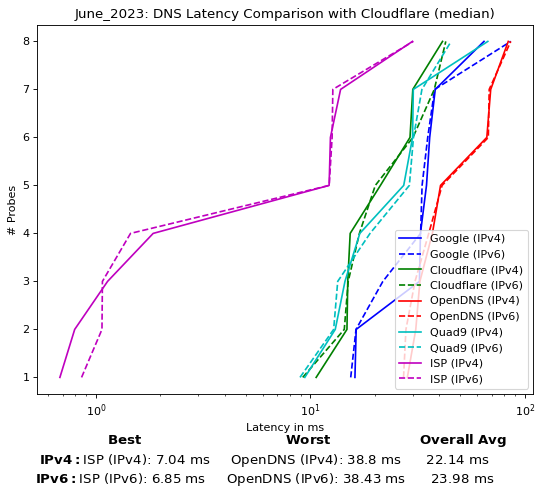 June_2023: DNS Latency Comparison with Cloudflare (median)
# Probes
8
7
6
5
4
3
2
1
Google (IPv4)
Google (IPv6)
Cloudflare (IPv4)
Cloudflare (IPv6)
OpenDNS (IPv4)
OpenDNS (IPv6)
Quad9 (IPv4)
Quad9 (IPv6)
ISP (IPv4)
ISP (IPv6)
10⁰ 10¹ 10²
Latency in ms
Best Worst Overall Avg
IPv4: ISP (IPv4): 7.04 ms OpenDNS (IPv4): 38.8 ms 22.14 ms
IPv6: ISP (IPv6): 6.85 ms OpenDNS (IPv6): 38.43 ms 23.98 ms